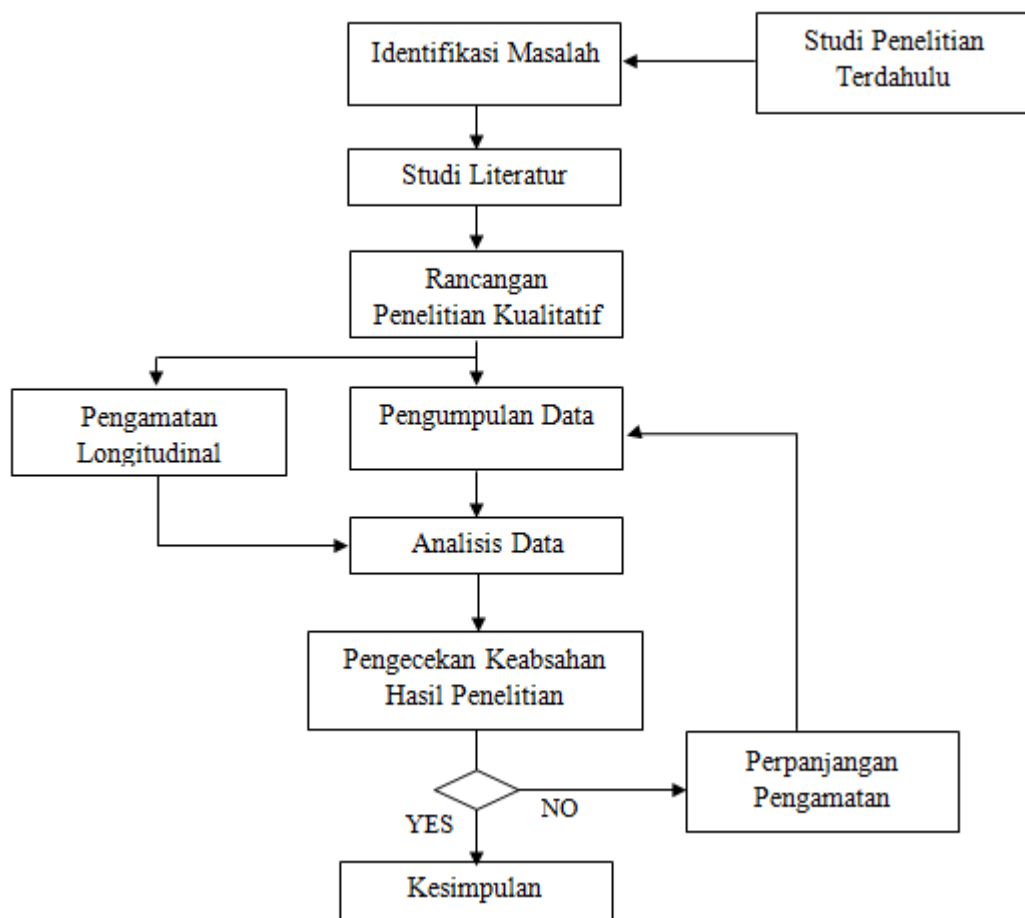 Identifikasi Masalah
Studi Penelitian
Terdahulu
Studi Literatur
Rancangan
Penelitian Kualitatif
Pengamatan
Longitudinal
Pengumpulan Data
Analisis Data
Pengecekan Keabsahan
Hasil Penelitian
Perpanjangan
Pengamatan
NO
YES
Kesimpulan